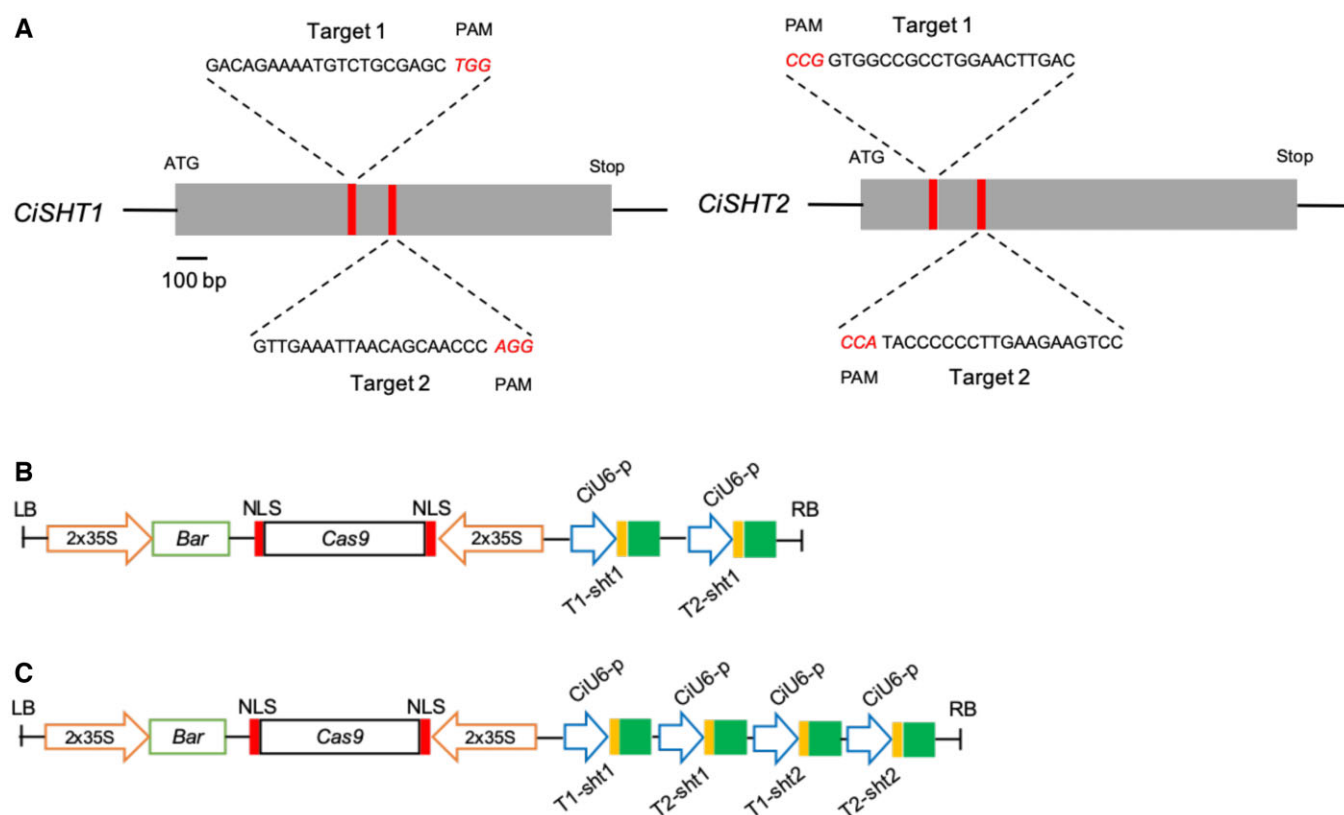 A
Target 1 PAM
GACAGAAAATGTCTGCGAGC TGG
ATG
Stop
CiSHT1
100 bp
GTTGAAATTAACAGCAACCC AGG
Target 2 PAM
PAM Target 1
CCG GTGGCCGCCTGGAACTTGAC
ATG
Stop
CiSHT2
CCA TACCCCCCTTGAAGAAGTCC
PAM Target 2
B
LB 2x35S Bar NLS Cas9 NLS 2x35S CiU6-p CiU6-p RB
T1-sht1 T2-sht1
C
LB 2x35S Bar NLS Cas9 NLS 2x35S CiU6-p CiU6-p CiU6-p CiU6-p RB
T1-sht1 T2-sht1 T1-sht2 T2-sht2